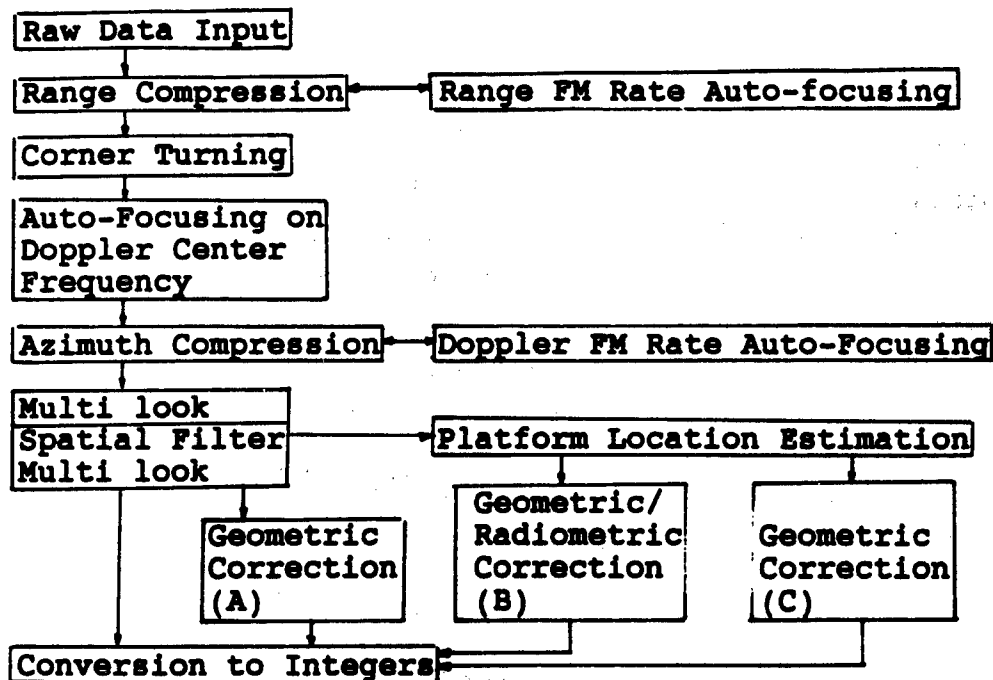 Raw Data Input
Range Compression
Range FM Rate Auto-focusing
Corner Turning
Auto-Focusing on
Doppler Center
Frequency
Azimuth Compression
Doppler FM Rate Auto-Focusing
Multi look
Spatial Filter
Multi look
Platform Location Estimation
Geometric
Correction
(A)
Geometric/
Radiometric
Correction
(B)
Geometric
Correction
(C)
Conversion to Integers